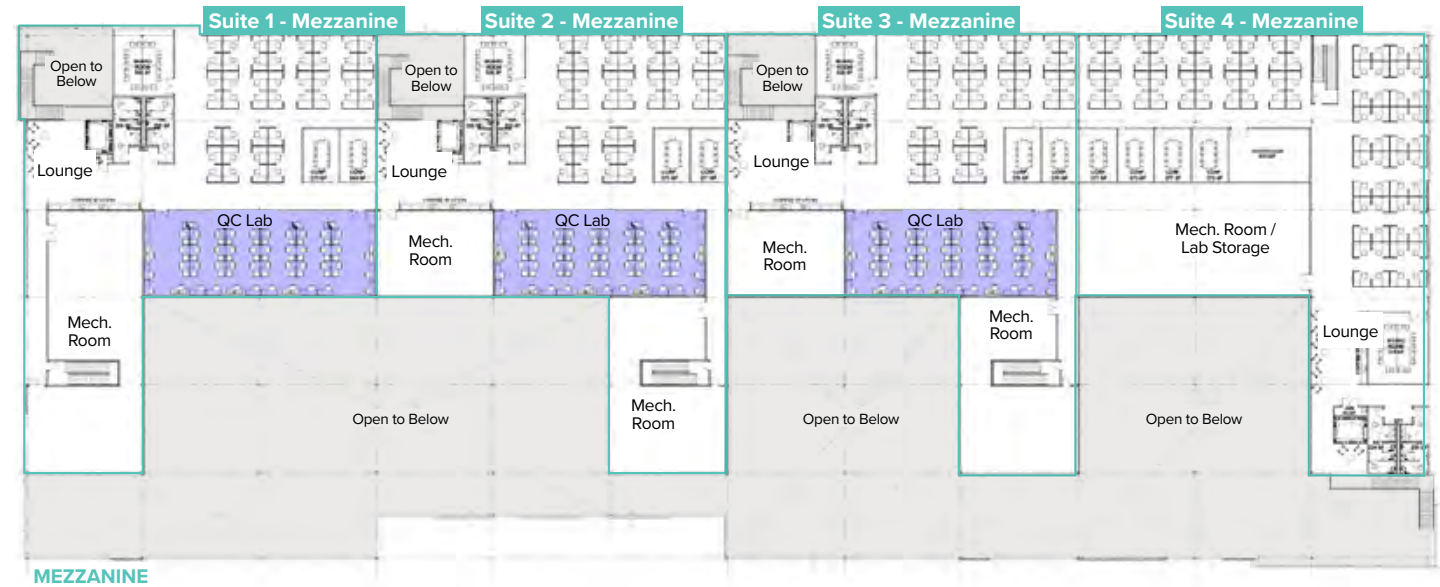 Suite 1 - Mezzanine
Suite 2 - Mezzanine
Suite 3 - Mezzanine
Suite 4 - Mezzanine
Open to
Below
Open to
Below
Open to
Below
Lounge
Lounge
Lounge
QC Lab
QC Lab
QC Lab
Mech.
Room
Mech.
Room
Mech. Room /
Lab Storage
Mech.
Room
Mech.
Room
Lounge
Mech.
Room
Open to Below
Open to Below
Open to Below
MEZZANINE